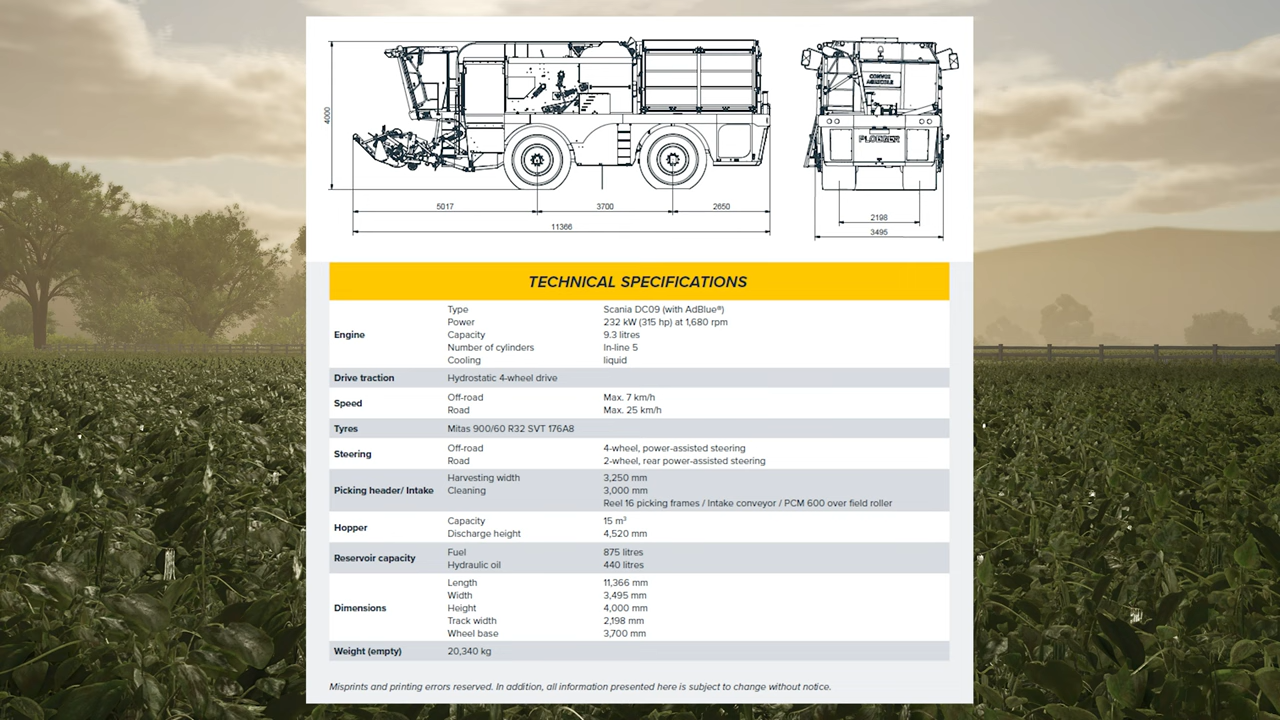 4000
5017
3700
2650
11366
PLOEGER
2198
3495
TECHNICAL SPECIFICATIONS
Engine
Type Scania DC09 (with AdBlue®)
Power 232 kW (315 hp) at 1,680 rpm
Capacity 9.3 litres
Number of cylinders In-line 5
Cooling liquid
Drive traction Hydrostatic 4-wheel drive
Speed
Off-road Max. 7 km/h
Road Max. 25 km/h
Tyres Mitas 900/60 R32 SVT 176A8
Steering
Off-road 4-wheel, power-assisted steering
Road 2-wheel, rear power-assisted steering
Picking header/ Intake
Harvesting width 3,250 mm
Cleaning 3,000 mm
Reel 16 picking frames / Intake conveyor / PCM 600 over field roller
Hopper
Capacity 15 m³
Discharge height 4,520 mm
Reservoir capacity
Fuel 875 litres
Hydraulic oil 440 litres
Dimensions
Length 11,366 mm
Width 3,495 mm
Height 4,000 mm
Track width 2,198 mm
Wheel base 3,700 mm
Weight (empty) 20,340 kg
Misprints and printing errors reserved. In addition, all information presented here is subject to change without notice.